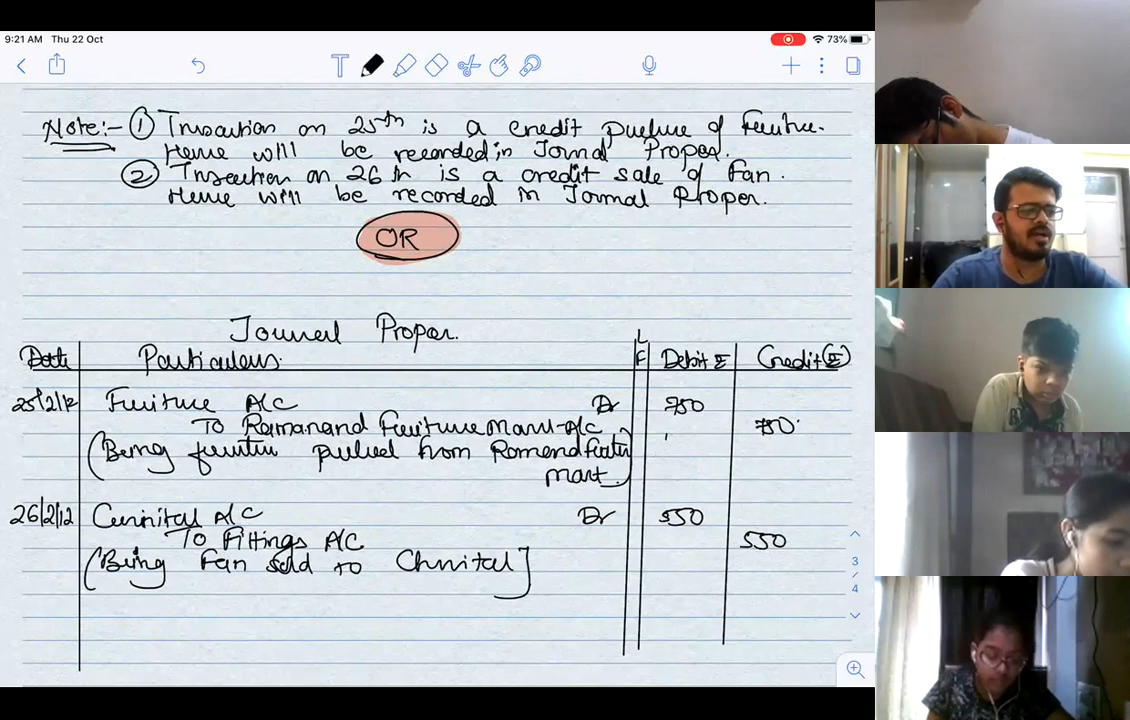 9:21 AM Thu 22 Oct
73%
Note:- ① Transaction on 25th is a credit purchase of Furniture.
Hence will be recorded in Journal Proper.
② Transaction on 26th is a credit sale of Fan.
Hence will be recorded in Journal Proper.
OR
Journal Proper.
Date Particulars LF Debit ₹ Credit (₹)
25/2/12 Furniture A/C Dr 750
To Ramanand Furniture Mart A/c 750
(Being furniture purchased from Ramanand Furniture
mart.)
26/2/12 A/C Dr 550
To Fittings A/C 550
(Being Fan sold to ]
3
/
4